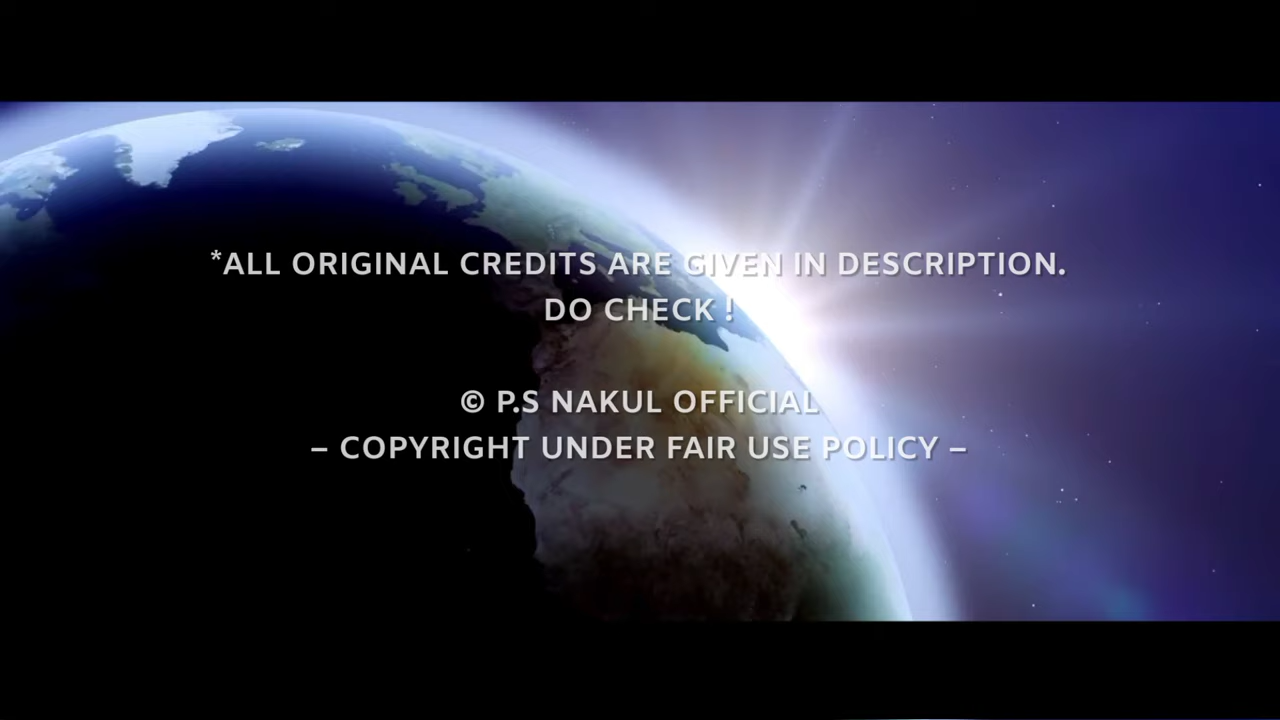 *ALL ORIGINAL CREDITS ARE GIVEN IN DESCRIPTION.
DO CHECK !
© P.S NAKUL OFFICIAL
– COPYRIGHT UNDER FAIR USE POLICY –